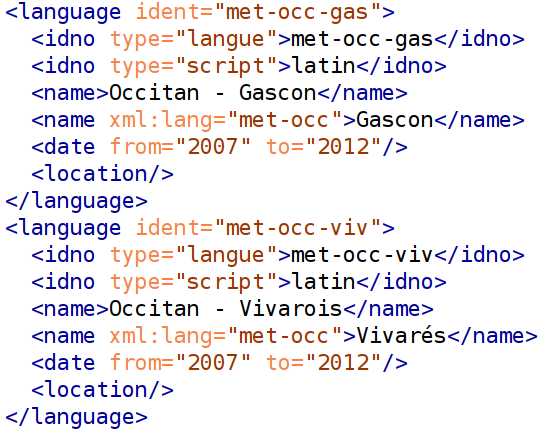 <language ident="met-occ-gas">
<idno type="langue">met-occ-gas</idno>
<idno type="script">latin</idno>
<name>Occitan - Gascon</name>
<name xml:lang="met-occ">Gascon</name>
<date from="2007" to="2012"/>
<location/>
</language>
<language ident="met-occ-viv">
<idno type="langue">met-occ-viv</idno>
<idno type="script">latin</idno>
<name>Occitan - Vivarois</name>
<name xml:lang="met-occ">Vivarés</name>
<date from="2007" to="2012"/>
<location/>
</language>